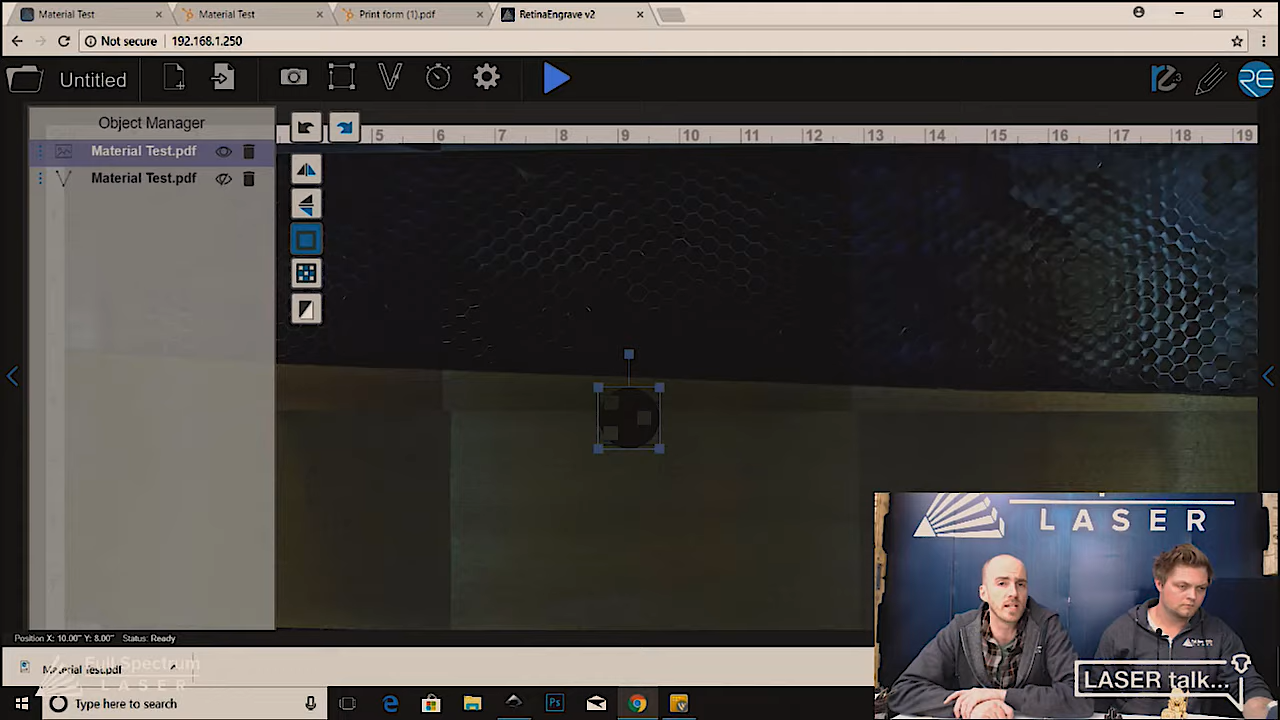 Material Test
Material Test
Print form (1).pdf
RetinaEngrave v2
Not secure
192.168.1.250
Untitled
Object Manager
Material Test.pdf
Material Test.pdf
5 6 7 8 9 10 11 12 13 14 15 16 17 18 19
Position X: 10.00" Y: 8.00" Status: Ready
Material Test.pdf
Full Spectrum
LASER
Type here to search
LASER
LASER talk...